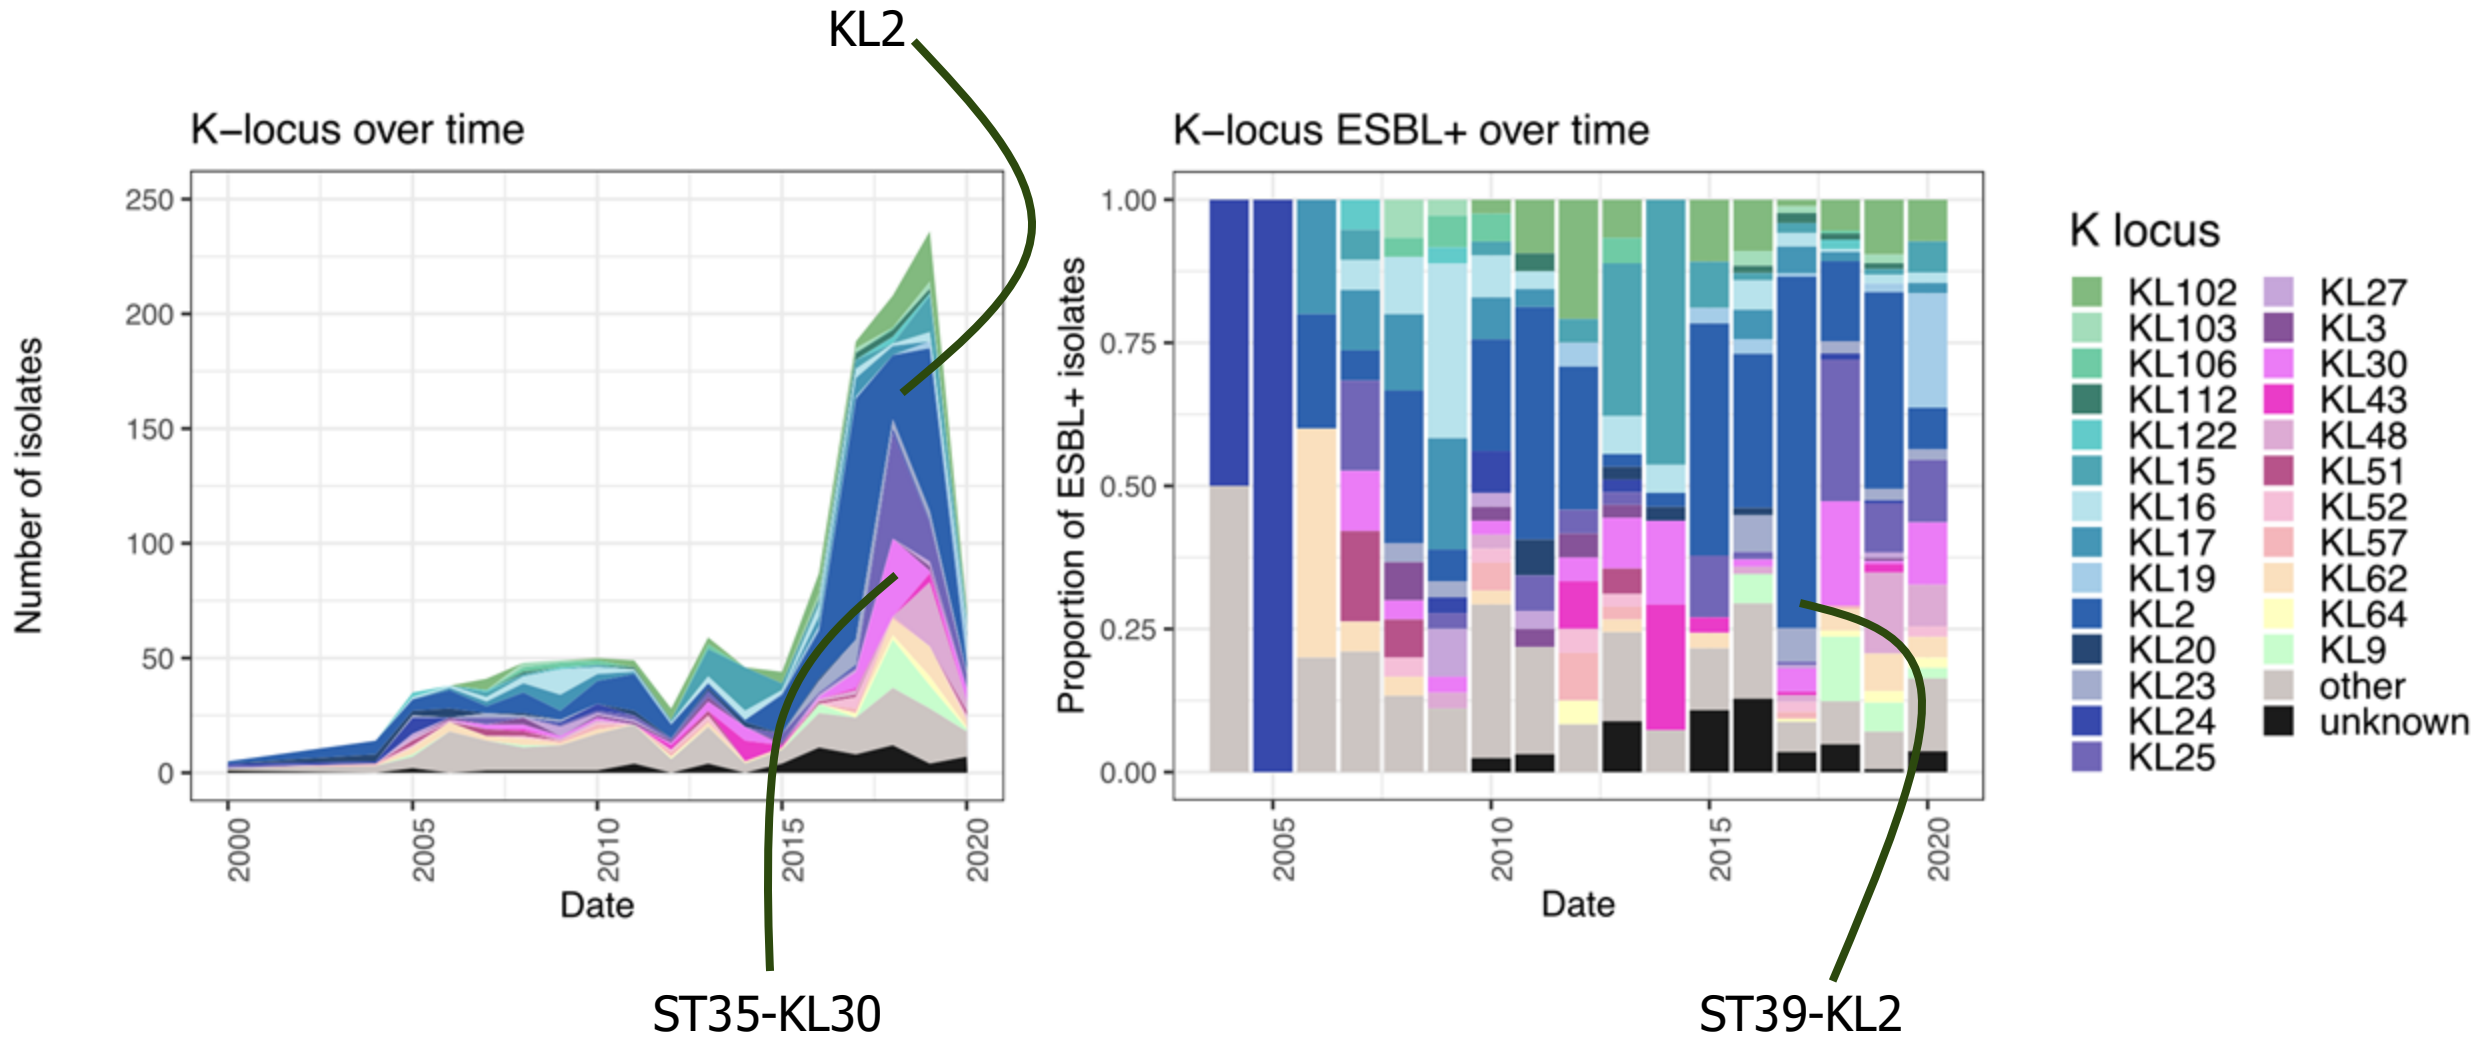 KL2
K−locus over time
Number of isolates
250
200
150
100
50
0
2000
2005
2010
2015
2020
Date
ST35-KL30
K−locus ESBL+ over time
Proportion of ESBL+ isolates
1.00
0.75
0.50
0.25
0.00
2005
2010
2015
2020
Date
ST39-KL2
K locus
KL102
KL103
KL106
KL112
KL122
KL15
KL16
KL17
KL19
KL2
KL20
KL23
KL24
KL25
KL27
KL3
KL30
KL43
KL48
KL51
KL52
KL57
KL62
KL64
KL9
other
unknown